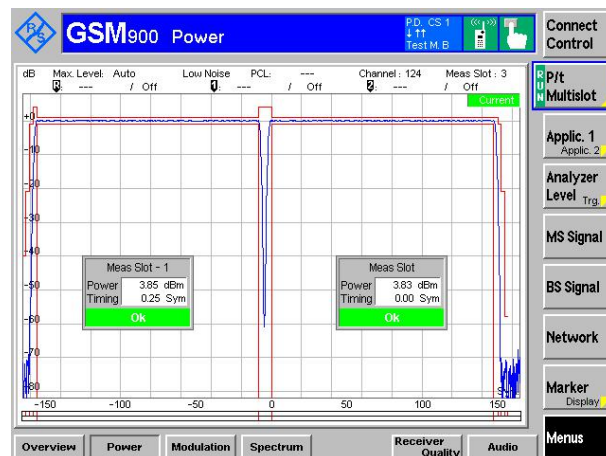 R/S
GSM900 Power
P.D. CS 1
Test M. B
Connect
Control
dB Max. Level: Auto Low Noise PCL: --- Channel : 124 Meas Slot : 3
R: --- / Off 1: --- / Off 2: --- / Off
Current
RUN
P/t
Multislot
Applic. 1
Applic. 2
Analyzer
Level Trg.
MS Signal
BS Signal
Network
Marker
Display
Menus
+0
-10
-20
-30
-40
-50
-60
-70
-80
Meas Slot - 1
Power 3.85 dBm
Timing 0.25 Sym
Ok
Meas Slot
Power 3.83 dBm
Timing 0.00 Sym
Ok
-150 -100 -50 0 50 100 150
Overview Power Modulation Spectrum Receiver Quality Audio